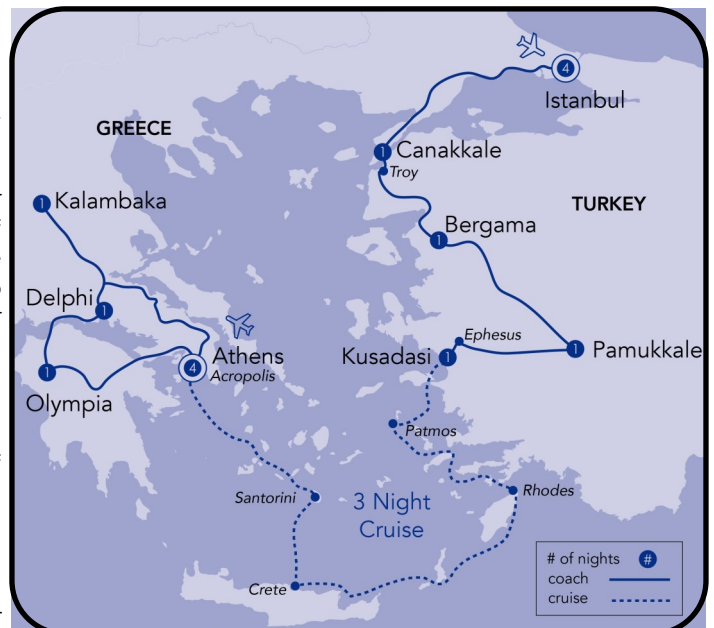 4
Istanbul
GREECE
1 Canakkale
Troy
1 Kalambaka
TURKEY
Bergama
1
Delphi
1
Ephesus
Athens
Kusadasi
1
1
Pamukkale
4
Acropolis
1
Olympia
Patmos
Santorini
3 Night
Cruise
Rhodes
Crete
# of nights #
coach
cruise